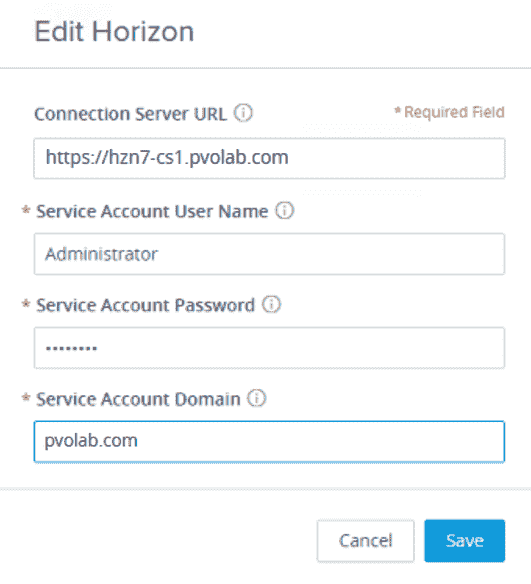 Edit Horizon
Connection Server URL ⓘ * Required Field
https://hzn7-cs1.pvolab.com
* Service Account User Name ⓘ
Administrator
* Service Account Password ⓘ
••••••••
* Service Account Domain ⓘ
pvolab.com
Cancel Save